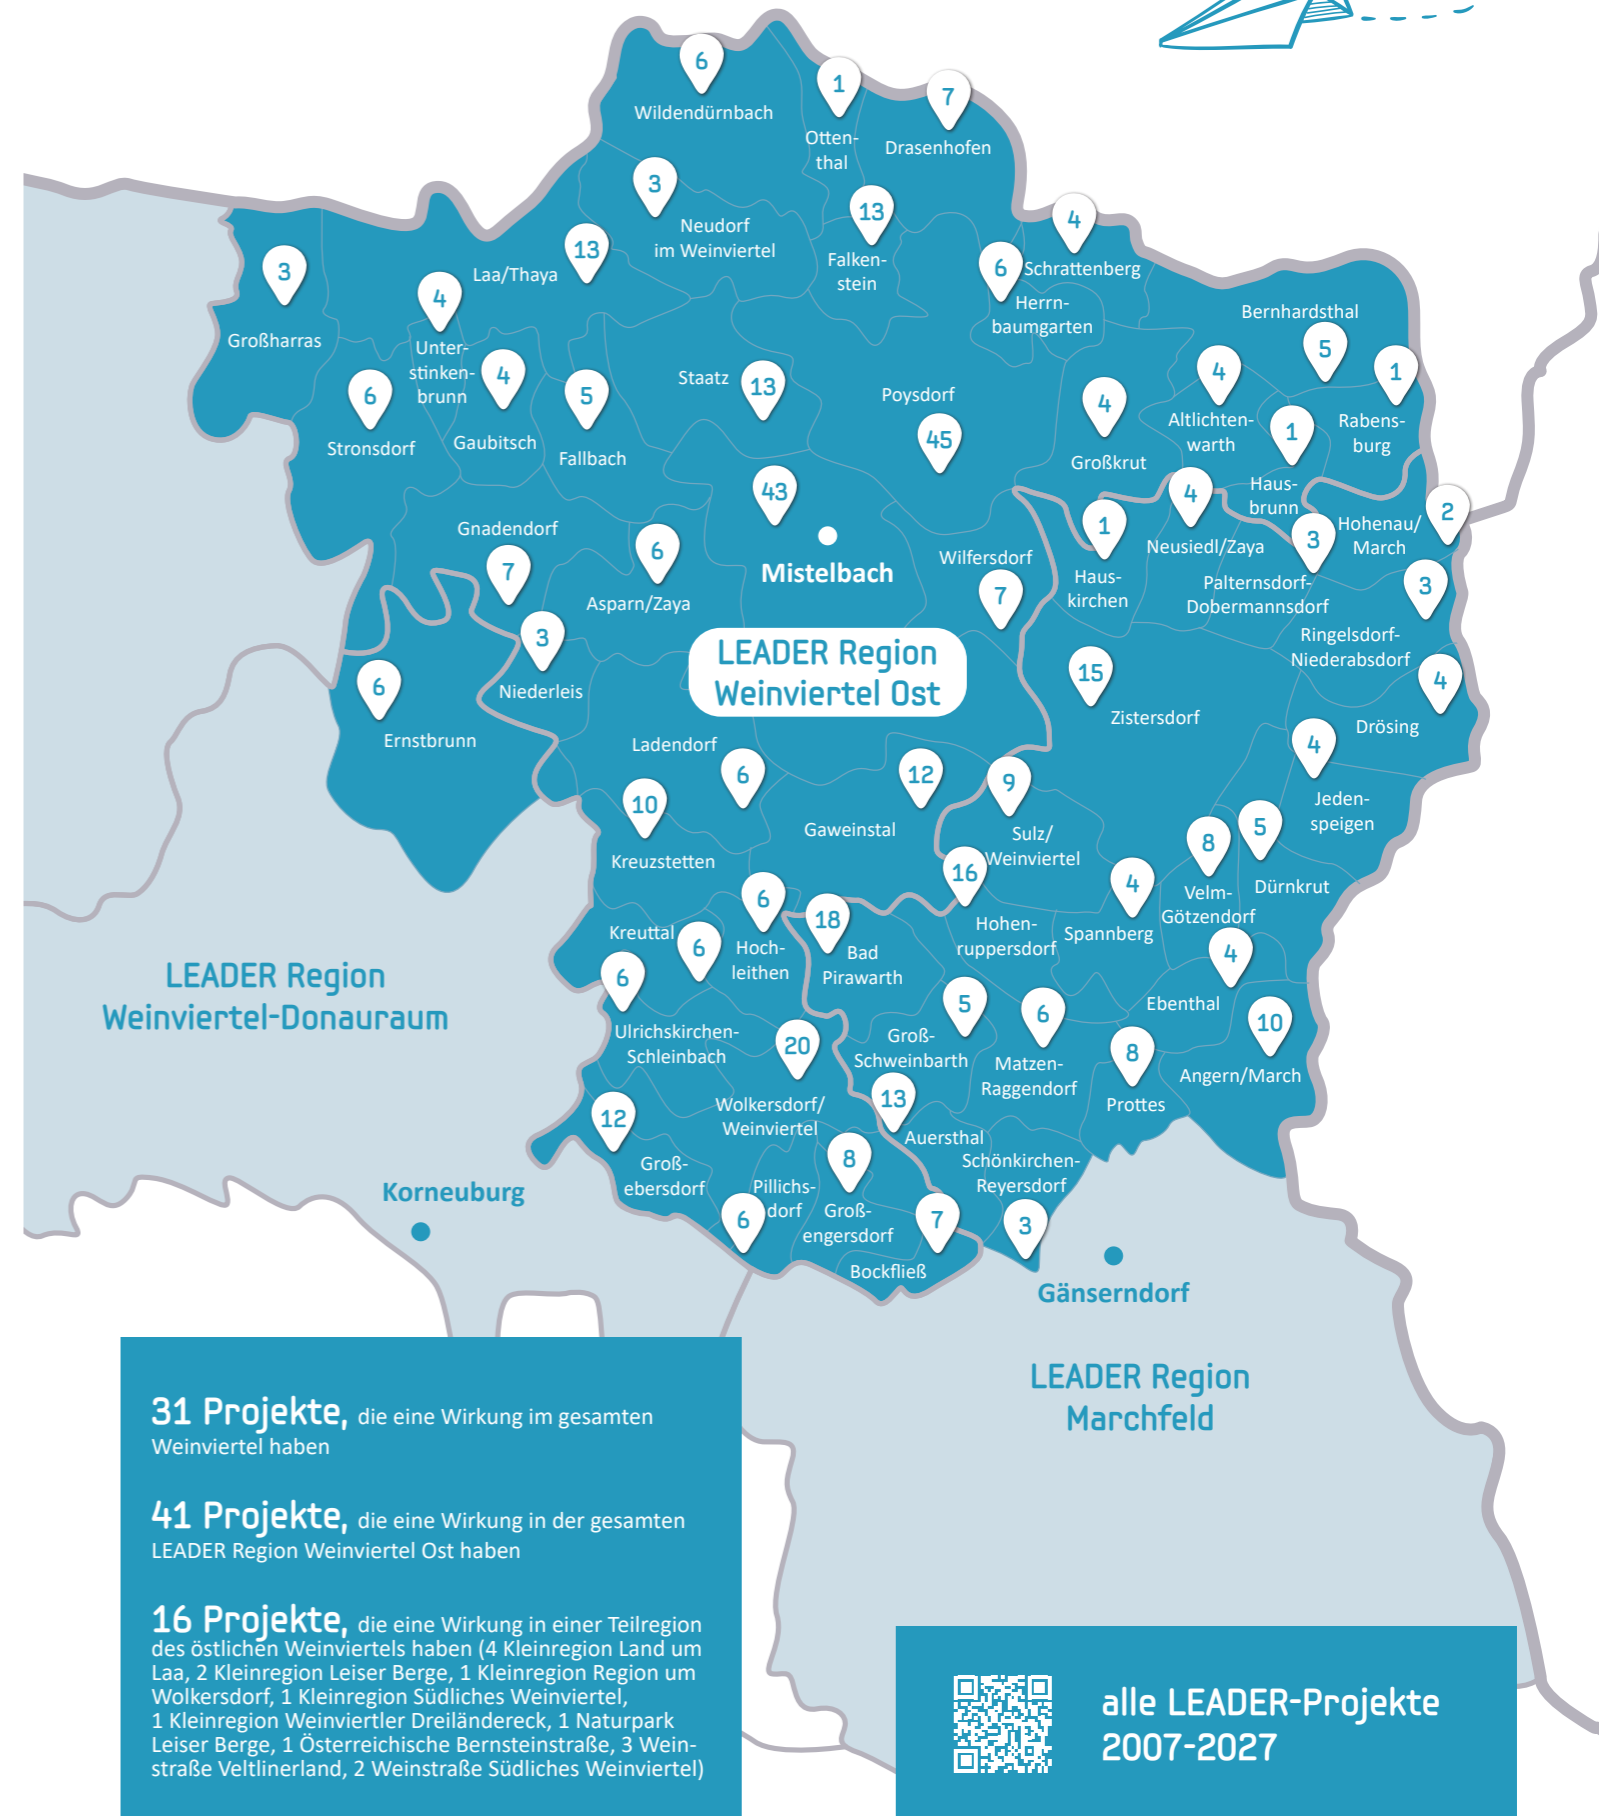 6
Wildendürnbach
1
Otten-
thal
7
Drasenhofen
3
Neudorf
im Weinviertel
13
Falken-
stein
4
Schrattenberg
6
Herrn-
baumgarten
13
Laa/Thaya
3
Großharras
4
Unter-
stinken-
brunn
6
Stronsdorf
4
Gaubitsch
5
Fallbach
Staatz
13
Poysdorf
45
4
Großkrut
Bernhardsthal
5
4
Altlichten-
warth
1
Haus-
brunn
1
Rabens-
burg
43
Mistelbach
Gnadendorf
7
6
Asparn/Zaya
Wilfersdorf
7
1
Haus-
kirchen
4
Neusiedl/Zaya
3
Palternsdorf-
Dobermannsdorf
2
Hohenau/
March
3
Ringelsdorf-
Niederabsdorf
3
Niederleis
6
Ernstbrunn
LEADER Region
Weinviertel Ost
15
Zistersdorf
4
Drösing
4
Jeden-
speigen
Ladendorf
6
10
Kreuzstetten
12
Gaweinstal
9
Sulz/
Weinviertel
16
Hohen-
ruppersdorf
4
Spannberg
8
Velm-
Götzendorf
5
Dürnkrut
6
Hoch-
leithen
Kreuttal
6
18
Bad
Pirawarth
4
Ebenthal
6
Ulrichskirchen-
Schleinbach
20
Wolkersdorf/
Weinviertel
5
Groß-
Schweinbarth
6
Matzen-
Raggendorf
8
Prottes
10
Angern/March
12
Groß-
ebersdorf
13
Auersthal
Schönkirchen-
Reyersdorf
3
6
Pillichs-
dorf
8
Groß-
engersdorf
7
Bockfließ
LEADER Region
Weinviertel-Donauraum
Korneuburg
Gänserndorf
LEADER Region
Marchfeld
31 Projekte, die eine Wirkung im gesamten
Weinviertel haben
41 Projekte, die eine Wirkung in der gesamten
LEADER Region Weinviertel Ost haben
16 Projekte, die eine Wirkung in einer Teilregion
des östlichen Weinviertels haben (4 Kleinregion Land um
Laa, 2 Kleinregion Leiser Berge, 1 Kleinregion Region um
Wolkersdorf, 1 Kleinregion Südliches Weinviertel,
1 Kleinregion Weinviertler Dreiländereck, 1 Naturpark
Leiser Berge, 1 Österreichische Bernsteinstraße, 3 Wein-
straße Veltlinerland, 2 Weinstraße Südliches Weinviertel)
alle LEADER-Projekte
2007-2027